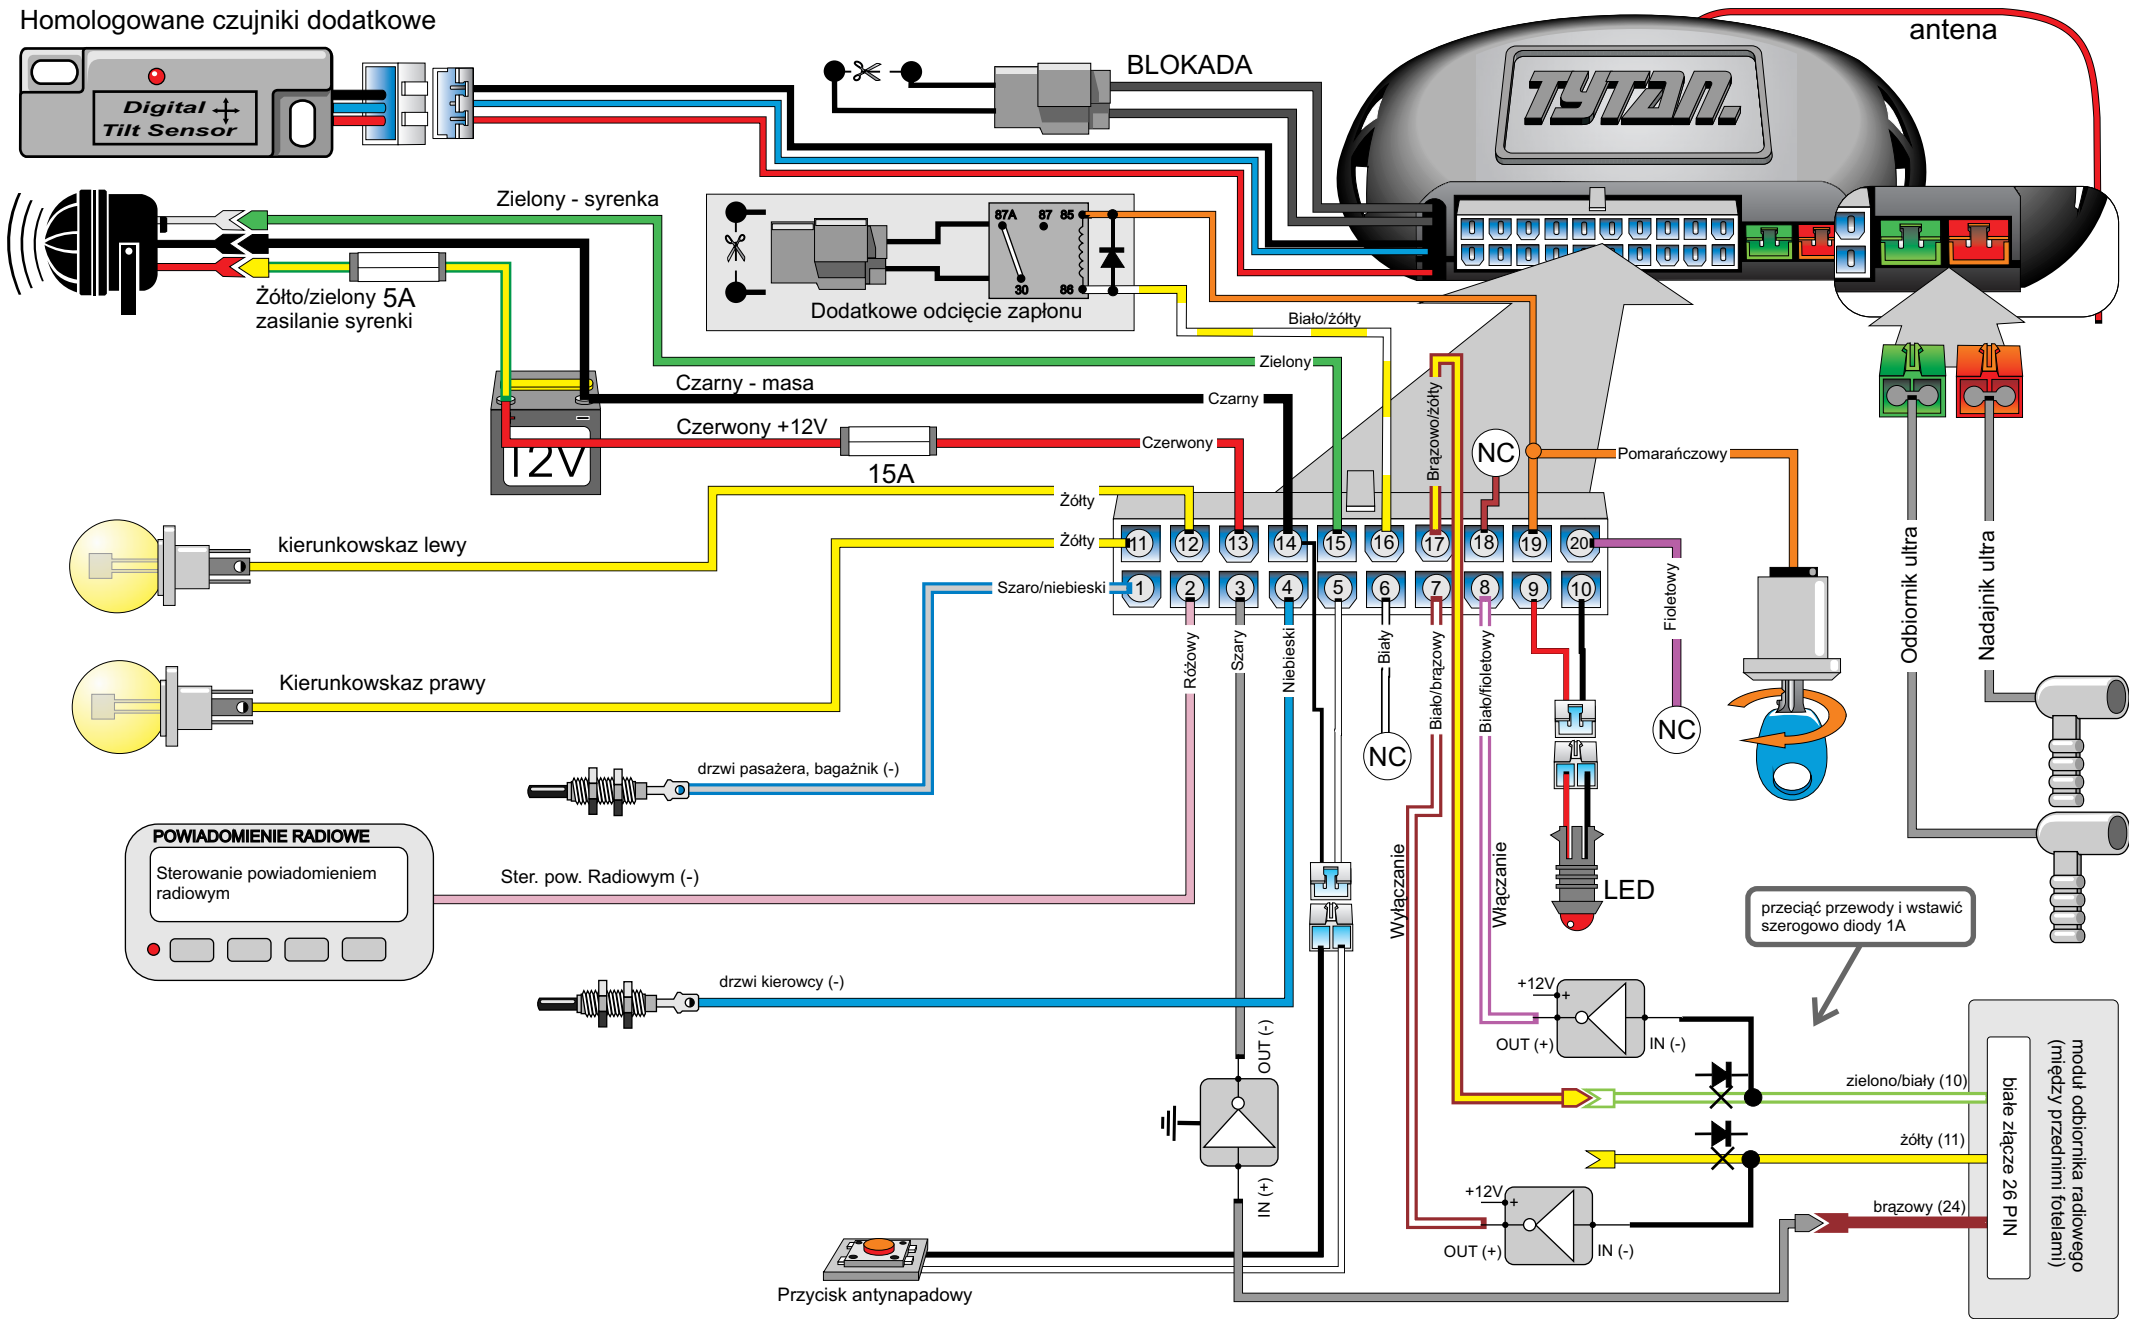 Homologowane czujniki dodatkowe
Digital
Tilt Sensor
BLOKADA
TYTAN.
antena
Zielony - syrenka
Żółto/zielony 5A
zasilanie syrenki
87A
87
85
30
86
Dodatkowe odcięcie zapłonu
Biało/żółty
Zielony
Czarny - masa
Czarny
Czerwony +12V
Czerwony
15A
12V
Brązowo/żółty
NC
Pomarańczowy
Żółty
kierunkowskaz lewy
Żółty
Szaro/niebieski
11
12
13
14
15
16
17
18
19
20
1
2
3
4
5
6
7
8
9
10
Fioletowy
NC
Odbiornik ultra
Nadajnik ultra
Różowy
Szary
Niebieski
Biały
NC
Biało/brązowy
Biało/fioletowy
Kierunkowskaz prawy
drzwi pasażera, bagażnik (-)
POWIADOMIENIE RADIOWE
Sterowanie powiadomieniem
radiowym
Ster. pow. Radiowym (-)
Wyłączanie
Włączanie
LED
przeciąć przewody i wstawić
szerogowo diody 1A
drzwi kierowcy (-)
+12V
+
OUT (+)
IN (-)
OUT (-)
IN (+)
zielono/biały (10)
żółty (11)
brązowy (24)
+12V
+
OUT (+)
IN (-)
białe złącze 26 PIN
moduł odbiornika radiowego
(między przednimi fotelami)
Przycisk antynapadowy